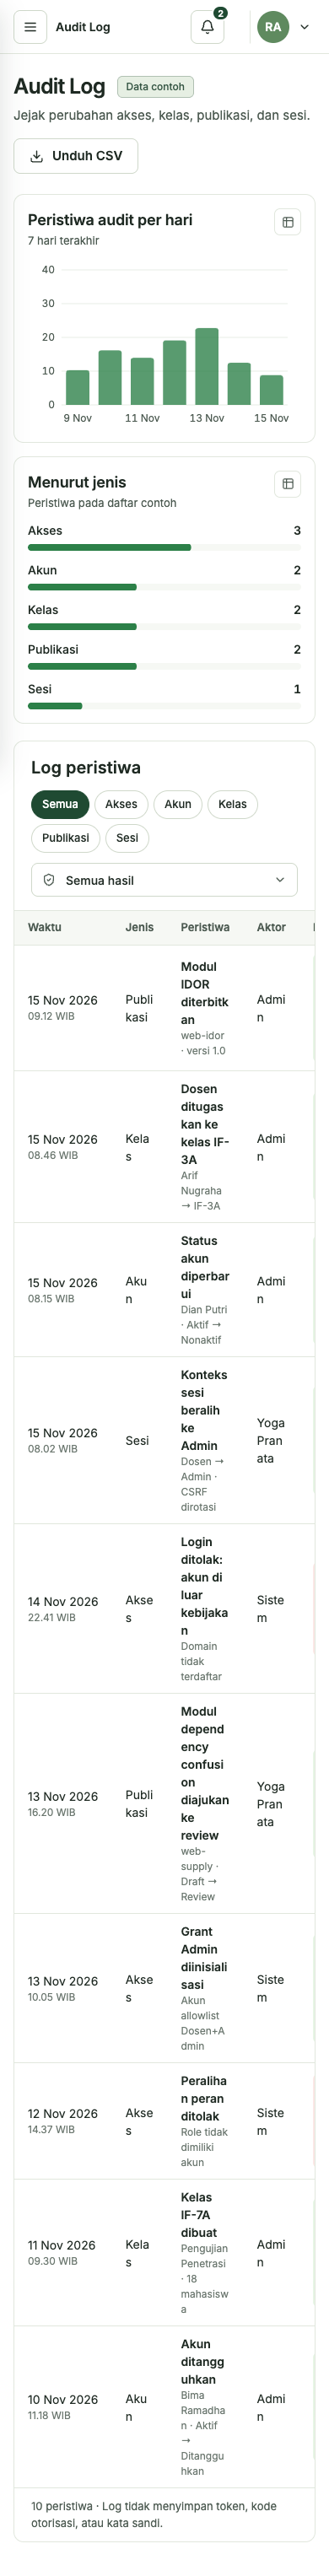 Audit Log
2
RA
Audit Log
Data contoh
Jejak perubahan akses, kelas, publikasi, dan sesi.
Unduh CSV
Peristiwa audit per hari
7 hari terakhir
40
30
20
10
0
9 Nov 11 Nov 13 Nov 15 Nov
Menurut jenis
Peristiwa pada daftar contoh
Akses 3
Akun 2
Kelas 2
Publikasi 2
Sesi 1
Log peristiwa
Semua Akses Akun Kelas
Publikasi Sesi
Semua hasil
Waktu Jenis Peristiwa Aktor
15 Nov 2026
09.12 WIB
Publi
kasi
Modul
IDOR
diterbitk
an
web-idor
· versi 1.0
Admi
n
15 Nov 2026
08.46 WIB
Kela
s
Dosen
ditugas
kan ke
kelas IF-
3A
Arif
Nugraha
→ IF-3A
Admi
n
15 Nov 2026
08.15 WIB
Aku
n
Status
akun
diperbar
ui
Dian Putri
· Aktif →
Nonaktif
Admi
n
15 Nov 2026
08.02 WIB
Sesi
Konteks
sesi
beralih
ke
Admin
Dosen →
Admin ·
CSRF
dirotasi
Yoga
Pran
ata
14 Nov 2026
22.41 WIB
Akse
s
Login
ditolak:
akun di
luar
kebijaka
n
Domain
tidak
terdaftar
Siste
m
13 Nov 2026
16.20 WIB
Publi
kasi
Modul
depend
ency
confusi
on
diajukan
ke
review
web-
supply ·
Draft →
Review
Yoga
Pran
ata
13 Nov 2026
10.05 WIB
Akse
s
Grant
Admin
diinisiali
sasi
Akun
allowlist
Dosen+A
dmin
Siste
m
12 Nov 2026
14.37 WIB
Akse
s
Peraliha
n peran
ditolak
Role tidak
dimiliki
akun
Siste
m
11 Nov 2026
09.30 WIB
Kela
s
Kelas
IF-7A
dibuat
Pengujian
Penetrasi
· 18
mahasisw
a
Admi
n
10 Nov 2026
11.18 WIB
Aku
n
Akun
ditangg
uhkan
Bima
Ramadha
n · Aktif
→
Ditanggu
hkan
Admi
n
10 peristiwa · Log tidak menyimpan token, kode
otorisasi, atau kata sandi.